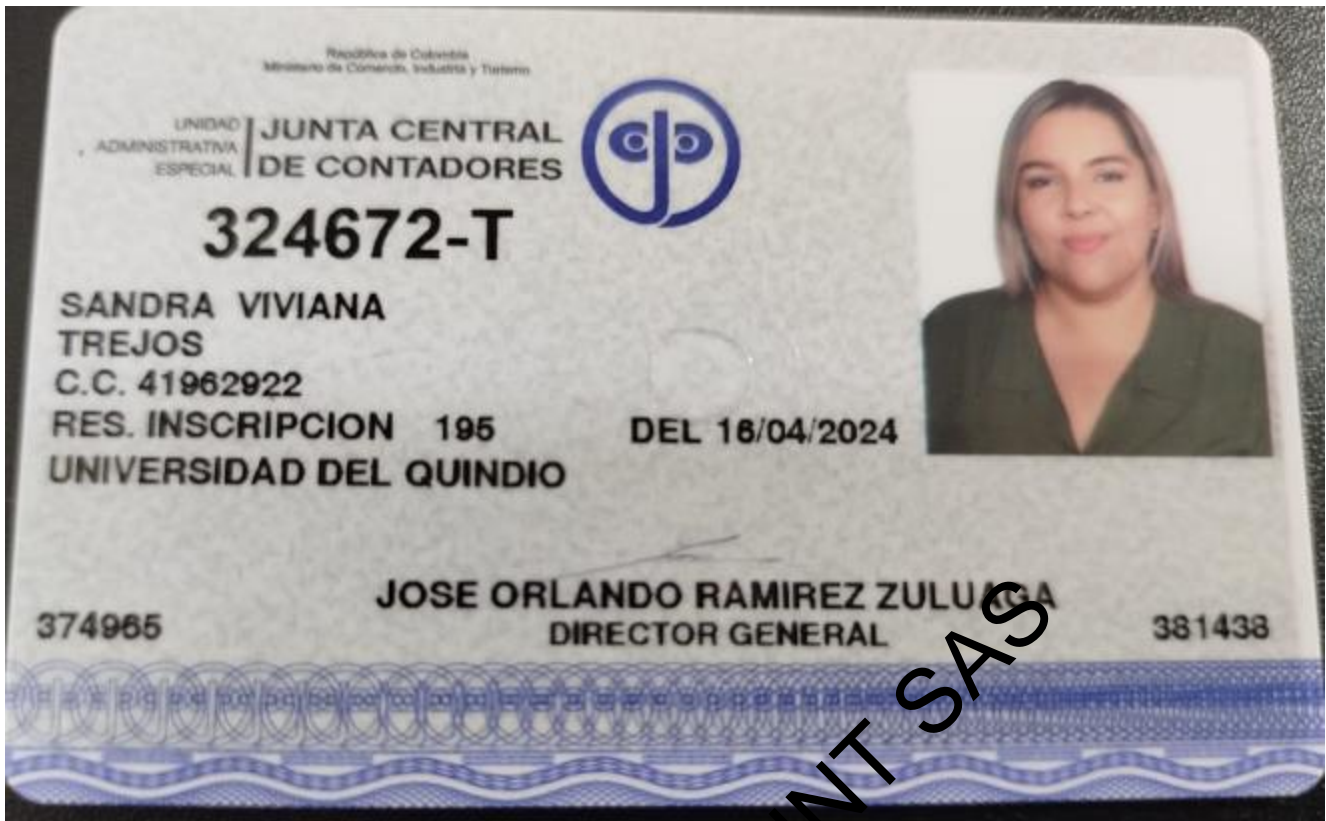 República de Colombia
Ministerio de Comercio, Industria y Turismo
UNIDAD
ADMINISTRATIVA
ESPECIAL
JUNTA CENTRAL
DE CONTADORES
324672-T
SANDRA VIVIANA
TREJOS
C.C. 41962922
RES. INSCRIPCION 195 DEL 16/04/2024
UNIVERSIDAD DEL QUINDIO
JOSE ORLANDO RAMIREZ ZULUAGA
DIRECTOR GENERAL
374965
381438
NT SAS